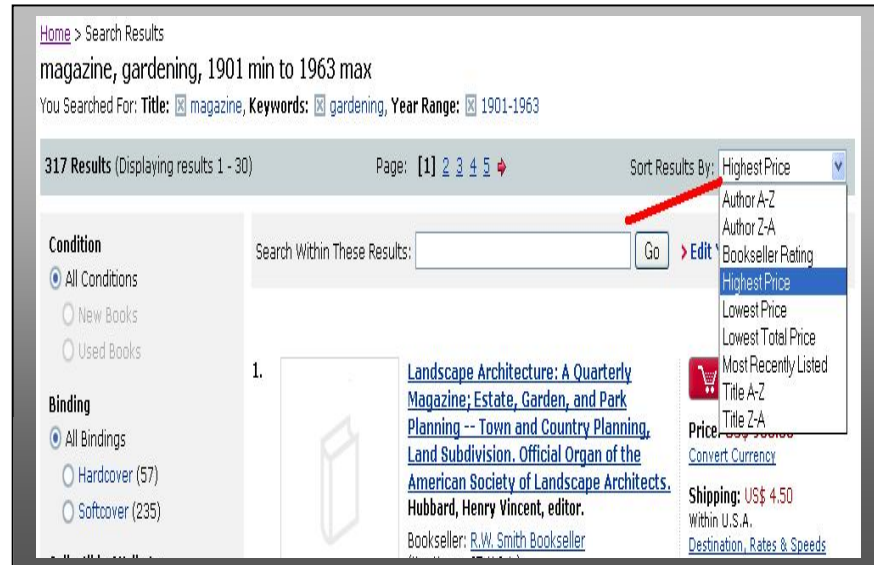 Home > Search Results
magazine, gardening, 1901 min to 1963 max
You Searched For: Title: magazine, Keywords: gardening, Year Range: 1901-1963
317 Results (Displaying results 1 - 30) Page: [1] 2 3 4 5 Sort Results By: Highest Price
Author A-Z
Author Z-A
Bookseller Rating
Highest Price
Lowest Price
Lowest Total Price
Most Recently Listed
Title A-Z
Title Z-A
Search Within These Results: Go > Edit
Condition
All Conditions
New Books
Used Books
Binding
All Bindings
Hardcover (57)
Softcover (235)
1.
Landscape Architecture: A Quarterly
Magazine; Estate, Garden, and Park
Planning -- Town and Country Planning,
Land Subdivision. Official Organ of the
American Society of Landscape Architects.
Hubbard, Henry Vincent, editor.
Bookseller: R.W. Smith Bookseller
Price: US$
Convert Currency
Shipping: US$ 4.50
Within U.S.A.
Destination, Rates & Speeds